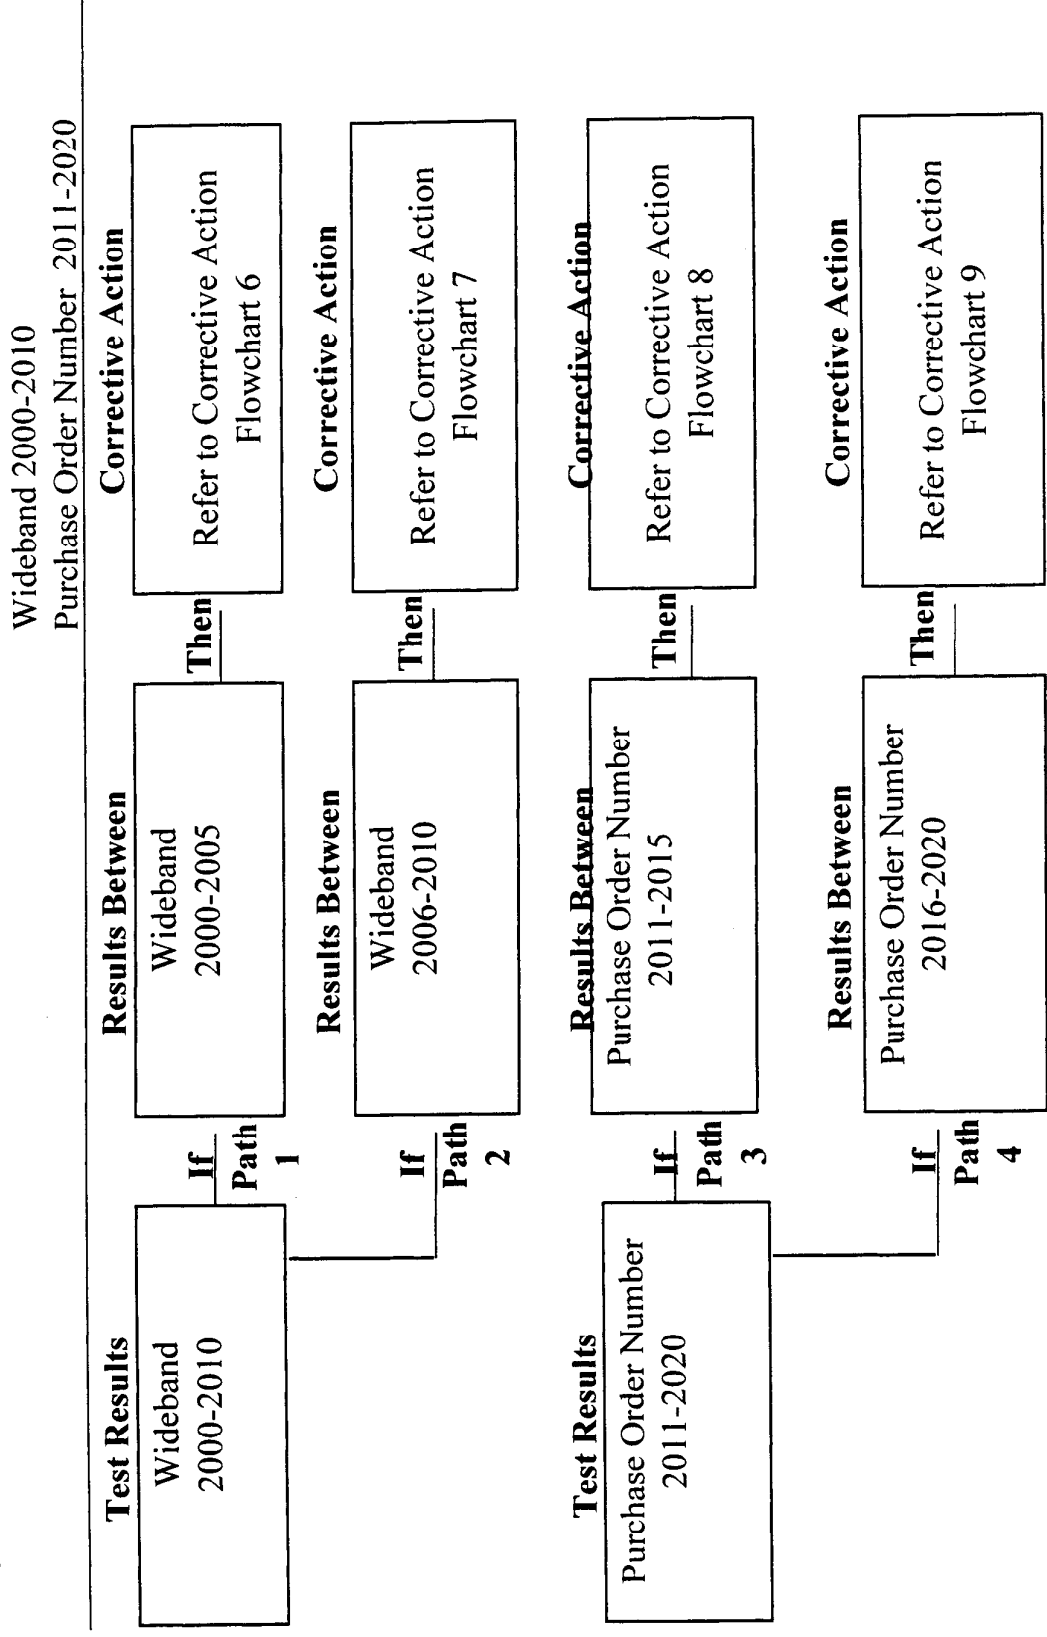 Wideband 2000-2010
Purchase Order Number 2011-2020
Test Results
Results Between
Corrective Action
Wideband
2000-2010
If
Path
1
Wideband
2000-2005
Then
Refer to Corrective Action
Flowchart 6
Results Between
Corrective Action
If
Path
2
Wideband
2006-2010
Then
Refer to Corrective Action
Flowchart 7
Test Results
Results Between
Corrective Action
Purchase Order Number
2011-2020
If
Path
3
Purchase Order Number
2011-2015
Then
Refer to Corrective Action
Flowchart 8
Results Between
Corrective Action
If
Path
4
Purchase Order Number
2016-2020
Then
Refer to Corrective Action
Flowchart 9